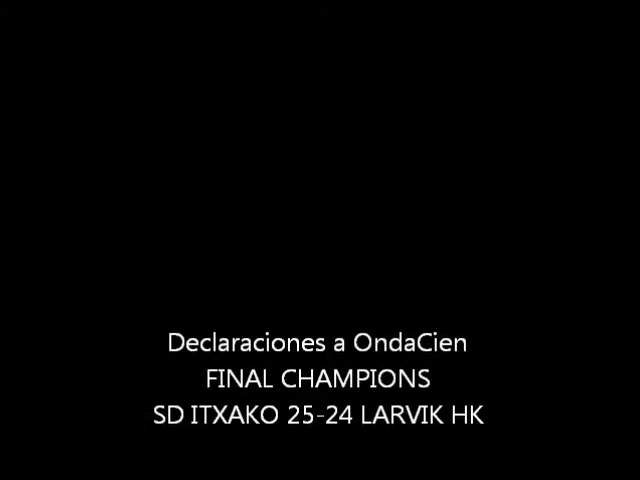 Declaraciones a OndaCien
FINAL CHAMPIONS
SD ITXAKO 25-24 LARVIK HK